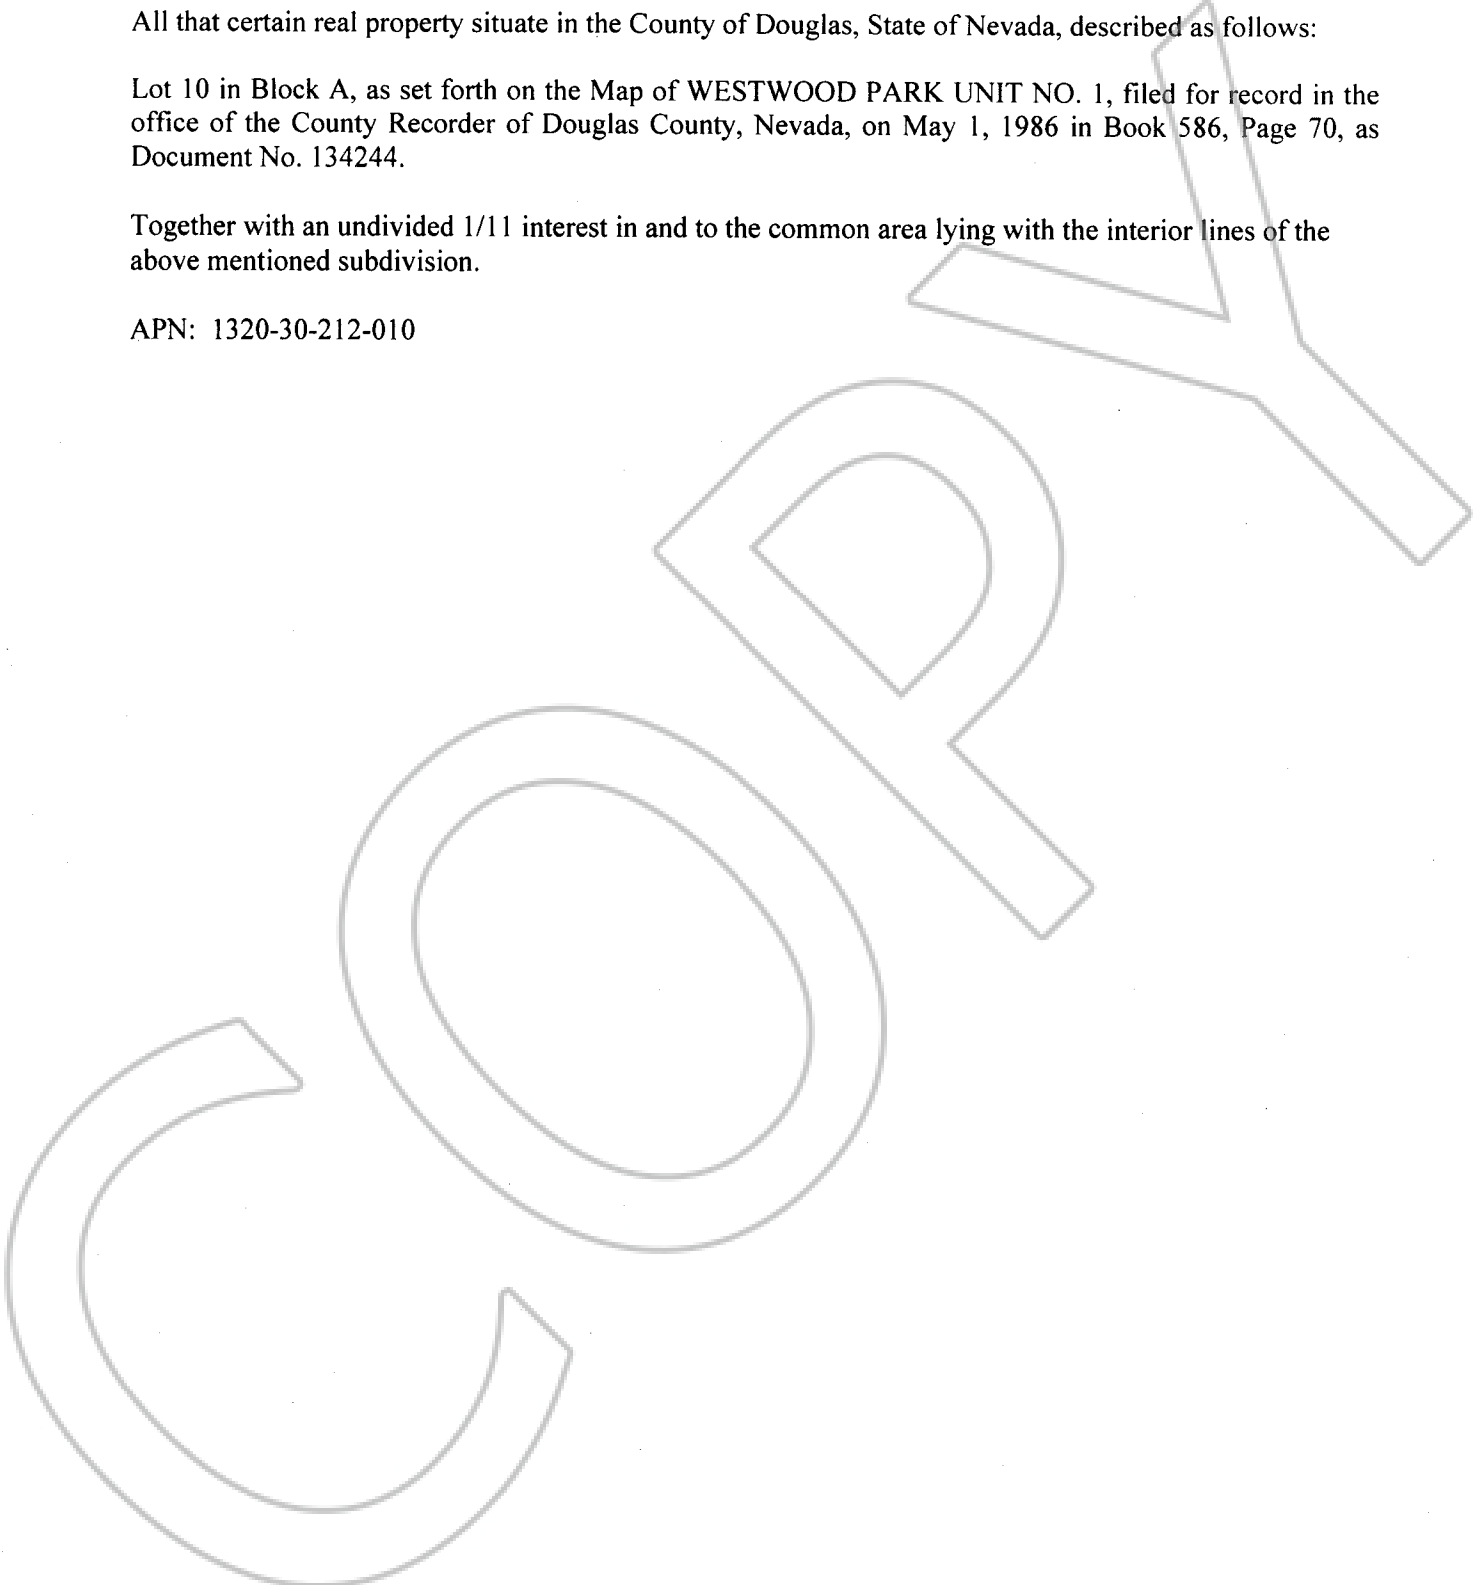 All that certain real property situate in the County of Douglas, State of Nevada, described as follows:
Lot 10 in Block A, as set forth on the Map of WESTWOOD PARK UNIT NO. 1, filed for record in the
office of the County Recorder of Douglas County, Nevada, on May 1, 1986 in Book 586, Page 70, as
Document No. 134244.
Together with an undivided 1/11 interest in and to the common area lying with the interior lines of the
above mentioned subdivision.
APN: 1320-30-212-010
COPY